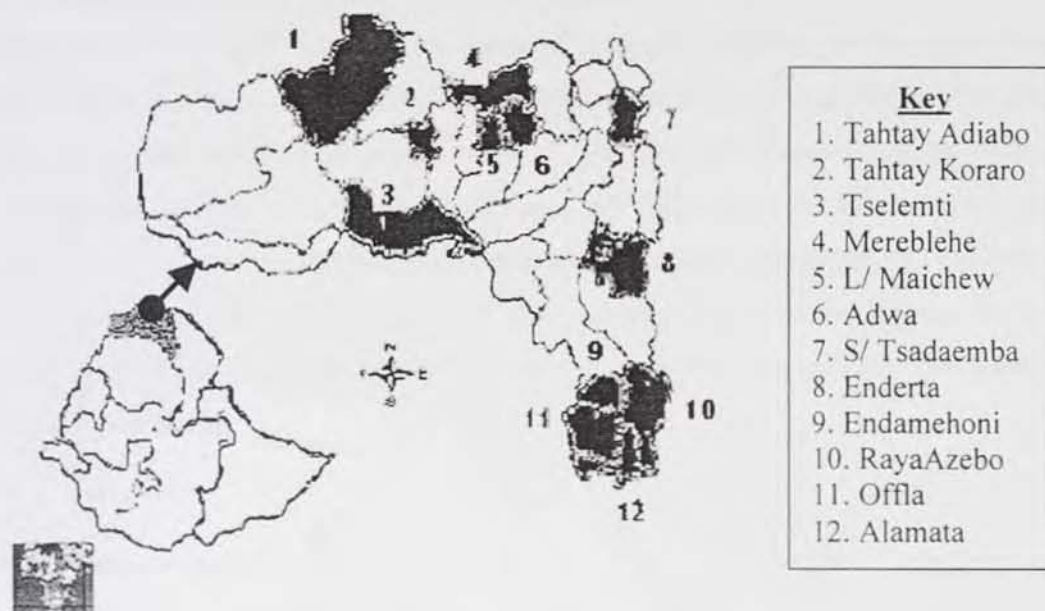 1
4
2
7
5
6
3
8
9
10
11
12
Kev
1. Tahtay Adiabo
2. Tahtay Koraro
3. Tselemti
4. Mereblehe
5. L/ Maichew
6. Adwa
7. S/ Tsadaemba
8. Enderta
9. Endamehoni
10. RayaAzebo
11. Offla
12. Alamata